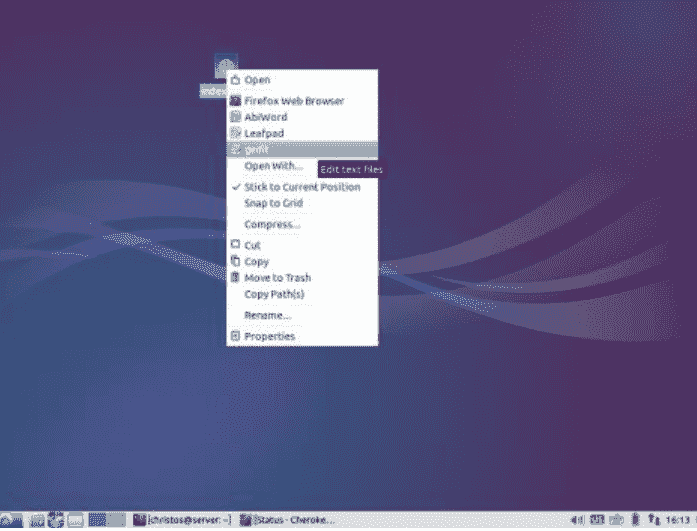 index
Open
Firefox Web Browser
AbiWord
Leafpad
gedit
Open With...
Edit text files
Stick to Current Position
Snap to Grid
Compress...
Cut
Copy
Move to Trash
Copy Path(s)
Rename...
Properties
[christos@server: ~]
[Status - Cheroke...
16:13